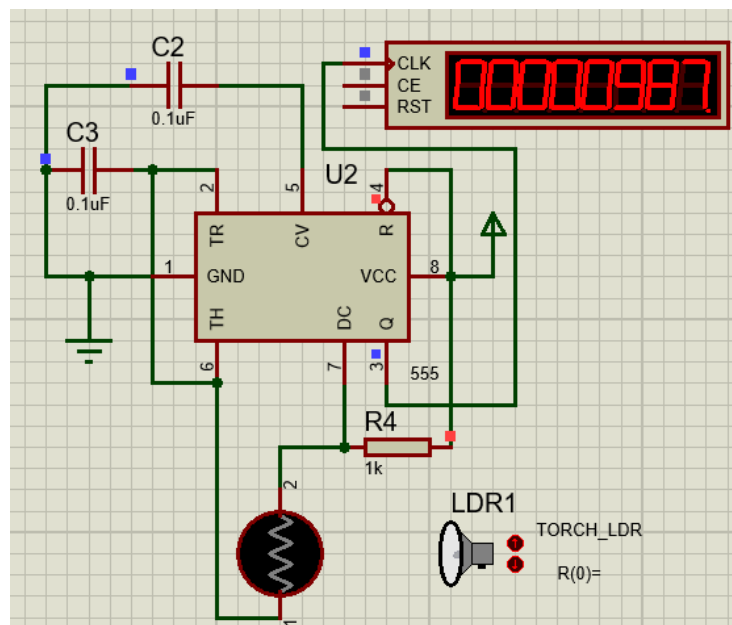 C2
0.1uF
C3
0.1uF
CLK
CE
RST
00000987.
U2
2
5
4
TR
CV
R
1
GND
VCC
8
TH
DC
Q
6
7
3
555
R4
1k
2
1
LDR1
TORCH_LDR
R(0)=